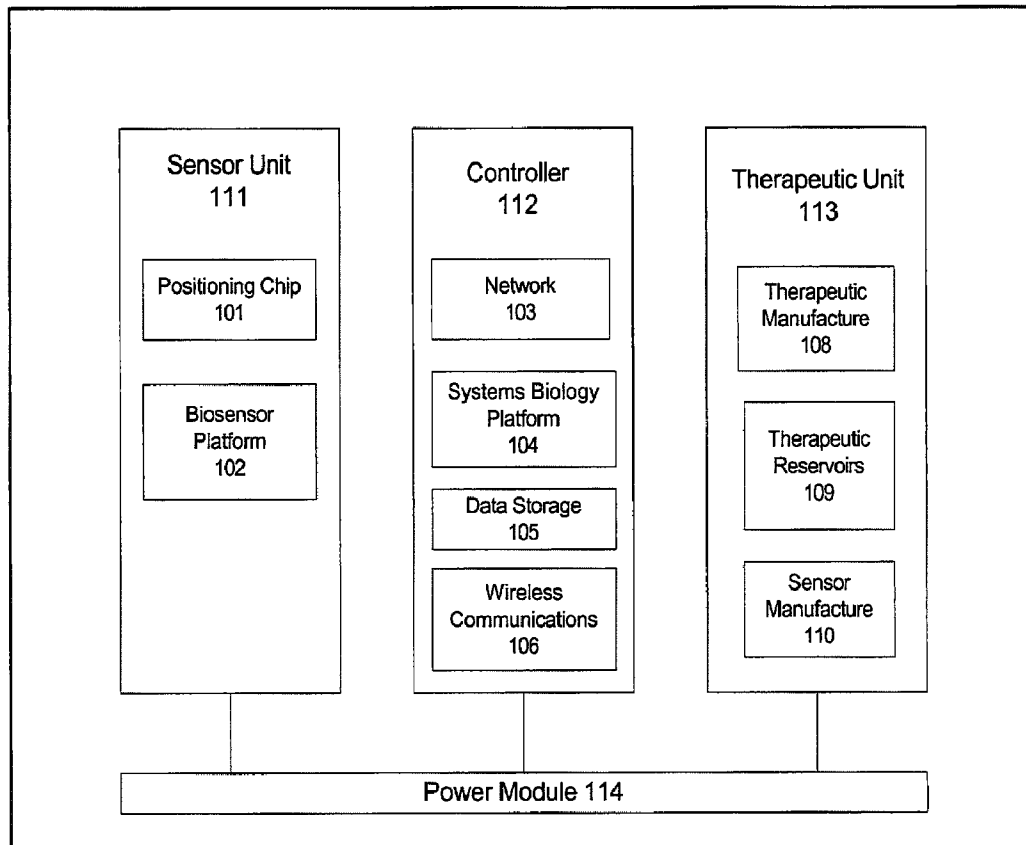 Sensor Unit
111
Positioning Chip
101
Biosensor
Platform
102
Controller
112
Network
103
Systems Biology
Platform
104
Data Storage
105
Wireless
Communications
106
Therapeutic Unit
113
Therapeutic
Manufacture
108
Therapeutic
Reservoirs
109
Sensor
Manufacture
110
Power Module 114